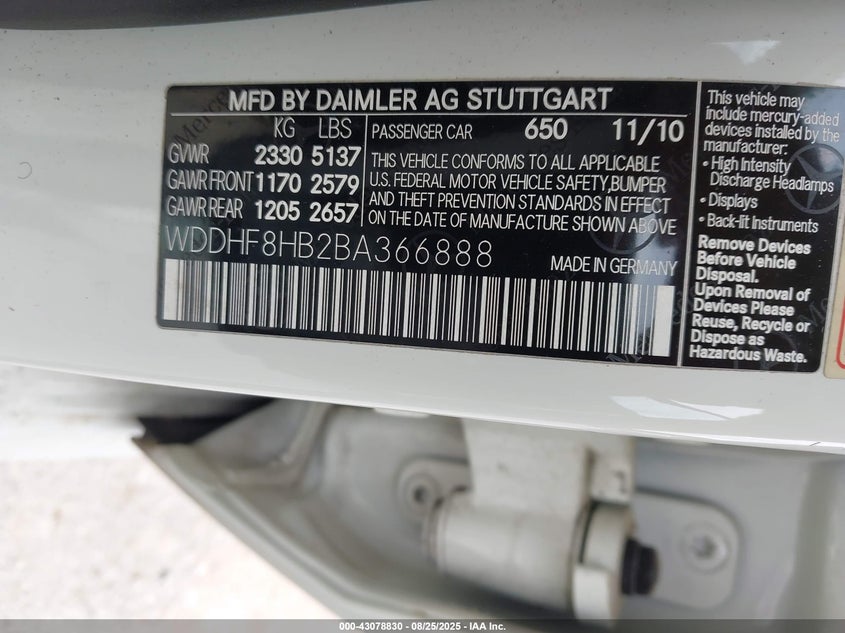 MFD BY DAIMLER AG STUTTGART
KG LBS
GVWR 2330 5137
GAWR FRONT 1170 2579
GAWR REAR 1205 2657
PASSENGER CAR 650 11/10
THIS VEHICLE CONFORMS TO ALL APPLICABLE
U.S. FEDERAL MOTOR VEHICLE SAFETY,BUMPER
AND THEFT PREVENTION STANDARDS IN EFFECT
ON THE DATE OF MANUFACTURE SHOWN ABOVE
WDDHF8HB2BA366888
MADE IN GERMANY
This vehicle may
include mercury-added
devices installed by the
manufacturer:
• High Intensity
Discharge Headlamps
• Displays
• Back-lit Instruments
Remove Devices
Before Vehicle
Disposal.
Upon Removal of
Devices Please
Reuse, Recycle or
Dispose as
Hazardous Waste.
000-43078830 - 08/25/2025 - IAA Inc.